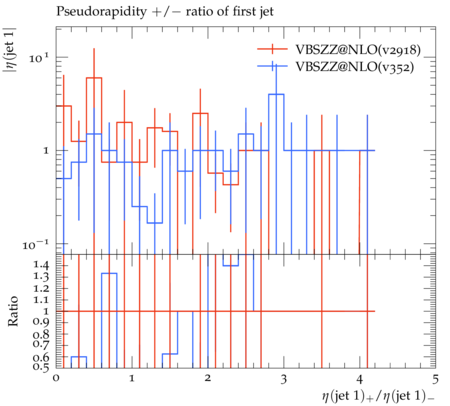 Pseudorapidity +/− ratio of first jet
|η(jet 1|
VBSZZ@NLO(v2918)
VBSZZ@NLO(v352)
10¹
1
10⁻¹
Ratio
1.4
1.3
1.2
1.1
1
0.9
0.8
0.7
0.6
0.5
0 1 2 3 4 5
η(jet 1)₊/η(jet 1)₋